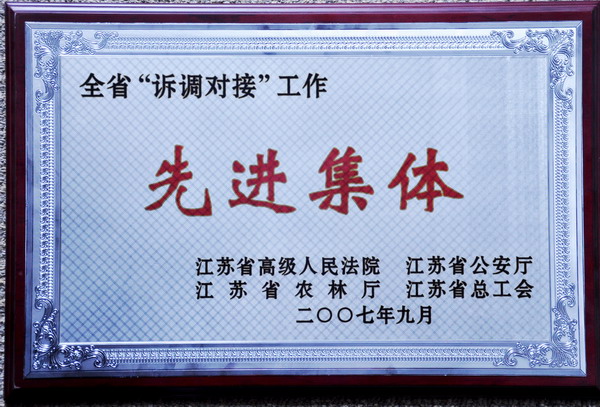 全省“诉调对接”工作
先进集体
江苏省高级人民法院 江苏省公安厅
江苏省农林厅 江苏省总工会
二〇〇七年九月